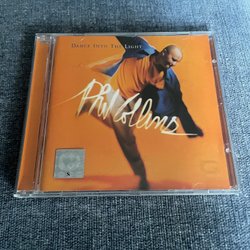 DANCE INTO THE LIGHT
Phil Collins